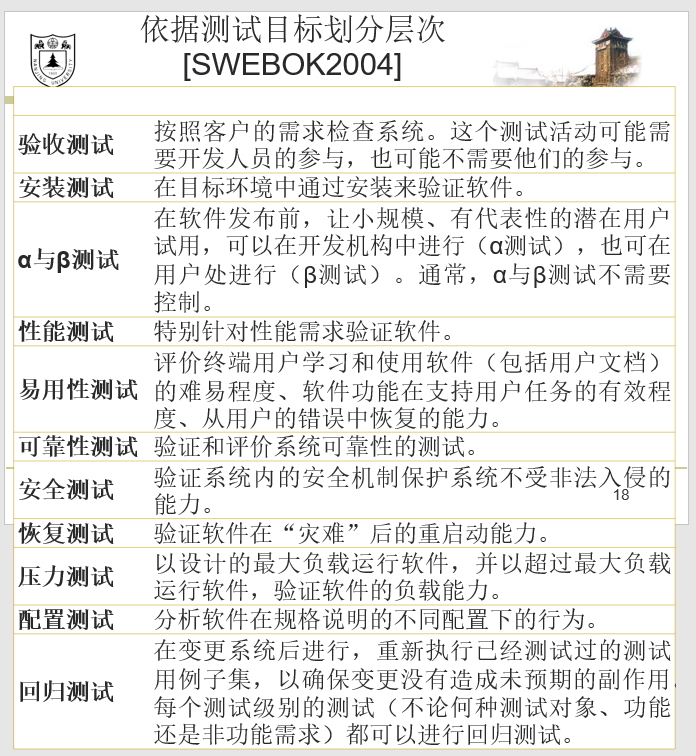 依据测试目标划分层次
[SWEBOK2004]
NANJING UNIVERSITY
验收测试
按照客户的需求检查系统。这个测试活动可能需
要开发人员的参与，也可能不需要他们的参与。
安装测试
在目标环境中通过安装来验证软件。
α与β测试
在软件发布前，让小规模、有代表性的潜在用户
试用，可以在开发机构中进行（α测试），也可在
用户处进行（β测试）。通常，α与β测试不需要
控制。
性能测试
特别针对性能需求验证软件。
易用性测试
评价终端用户学习和使用软件（包括用户文档）
的难易程度、软件功能在支持用户任务的有效程
度、从用户的错误中恢复的能力。
可靠性测试
验证和评价系统可靠性的测试。
安全测试
验证系统内的安全机制保护系统不受非法入侵的
能力。
18
恢复测试
验证软件在“灾难”后的重启动能力。
压力测试
以设计的最大负载运行软件，并以超过最大负载
运行软件，验证软件的负载能力。
配置测试
分析软件在规格说明的不同配置下的行为。
回归测试
在变更系统后进行，重新执行已经测试过的测试
用例子集，以确保变更没有造成未预期的副作用.
每个测试级别的测试（不论何种测试对象、功能
还是非功能需求）都可以进行回归测试。